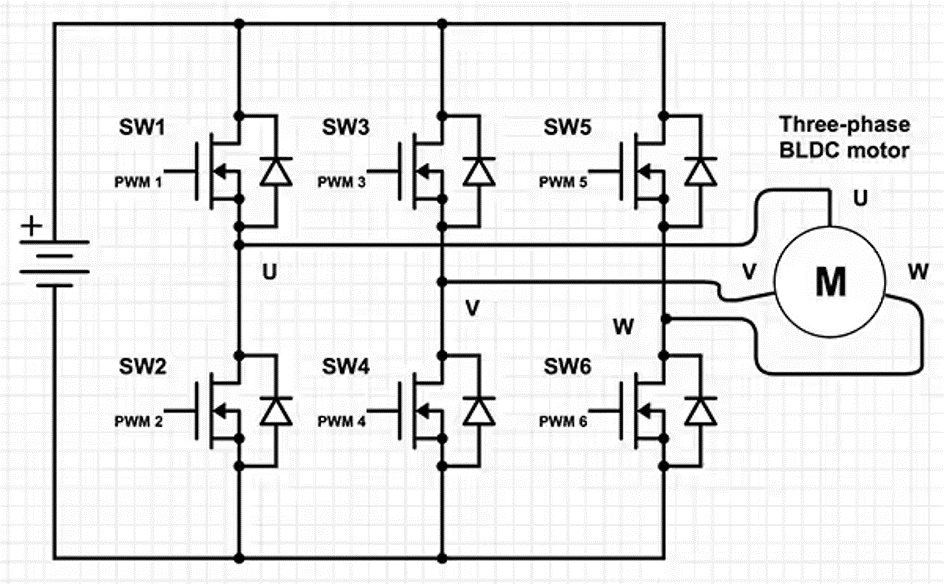 SW1
PWM 1
SW3
PWM 3
SW5
PWM 5
Three-phase
BLDC motor
+
U
V
M
W
U
V
W
SW2
PWM 2
SW4
PWM 4
SW6
PWM 6